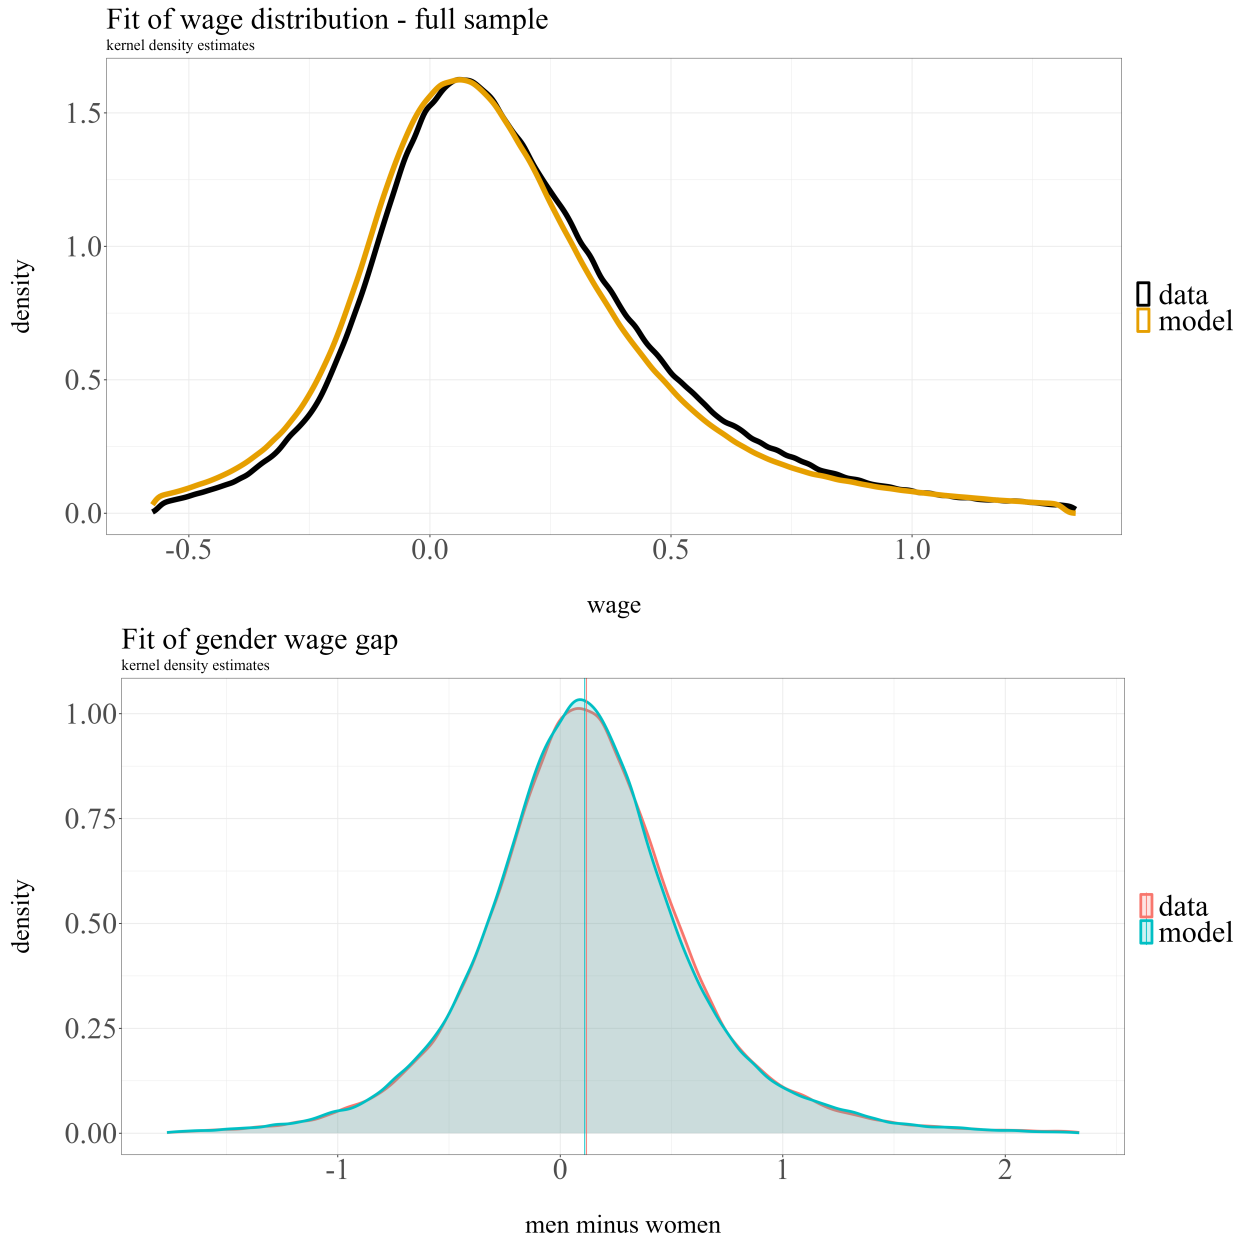 Fit of wage distribution - full sample
kernel density estimates
1.5
1.0
0.5
0.0
density
-0.5 0.0 0.5 1.0
wage
data
model
Fit of gender wage gap
kernel density estimates
1.00
0.75
0.50
0.25
0.00
density
-1 0 1 2
men minus women
data
model